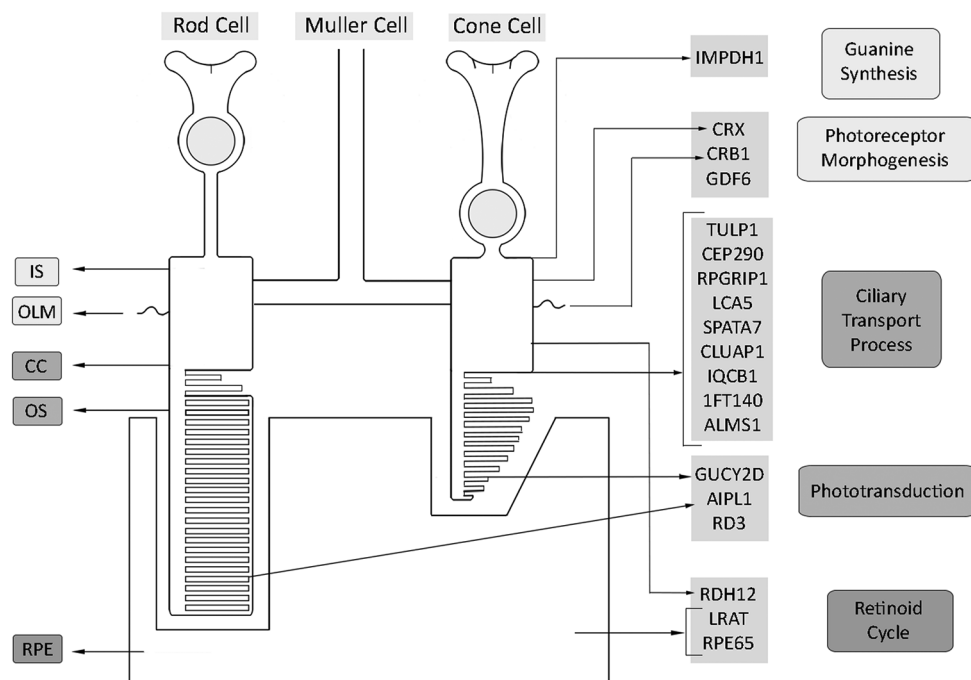 Rod Cell
Muller Cell
Cone Cell
IMPDH1
Guanine
Synthesis
CRX
CRB1
GDF6
Photoreceptor
Morphogenesis
TULP1
CEP290
RPGRIP1
LCA5
SPATA7
CLUAP1
IQCB1
1FT140
ALMS1
Ciliary
Transport
Process
IS
OLM
CC
OS
GUCY2D
AIPL1
RD3
Phototransduction
RDH12
LRAT
RPE65
Retinoid
Cycle
RPE